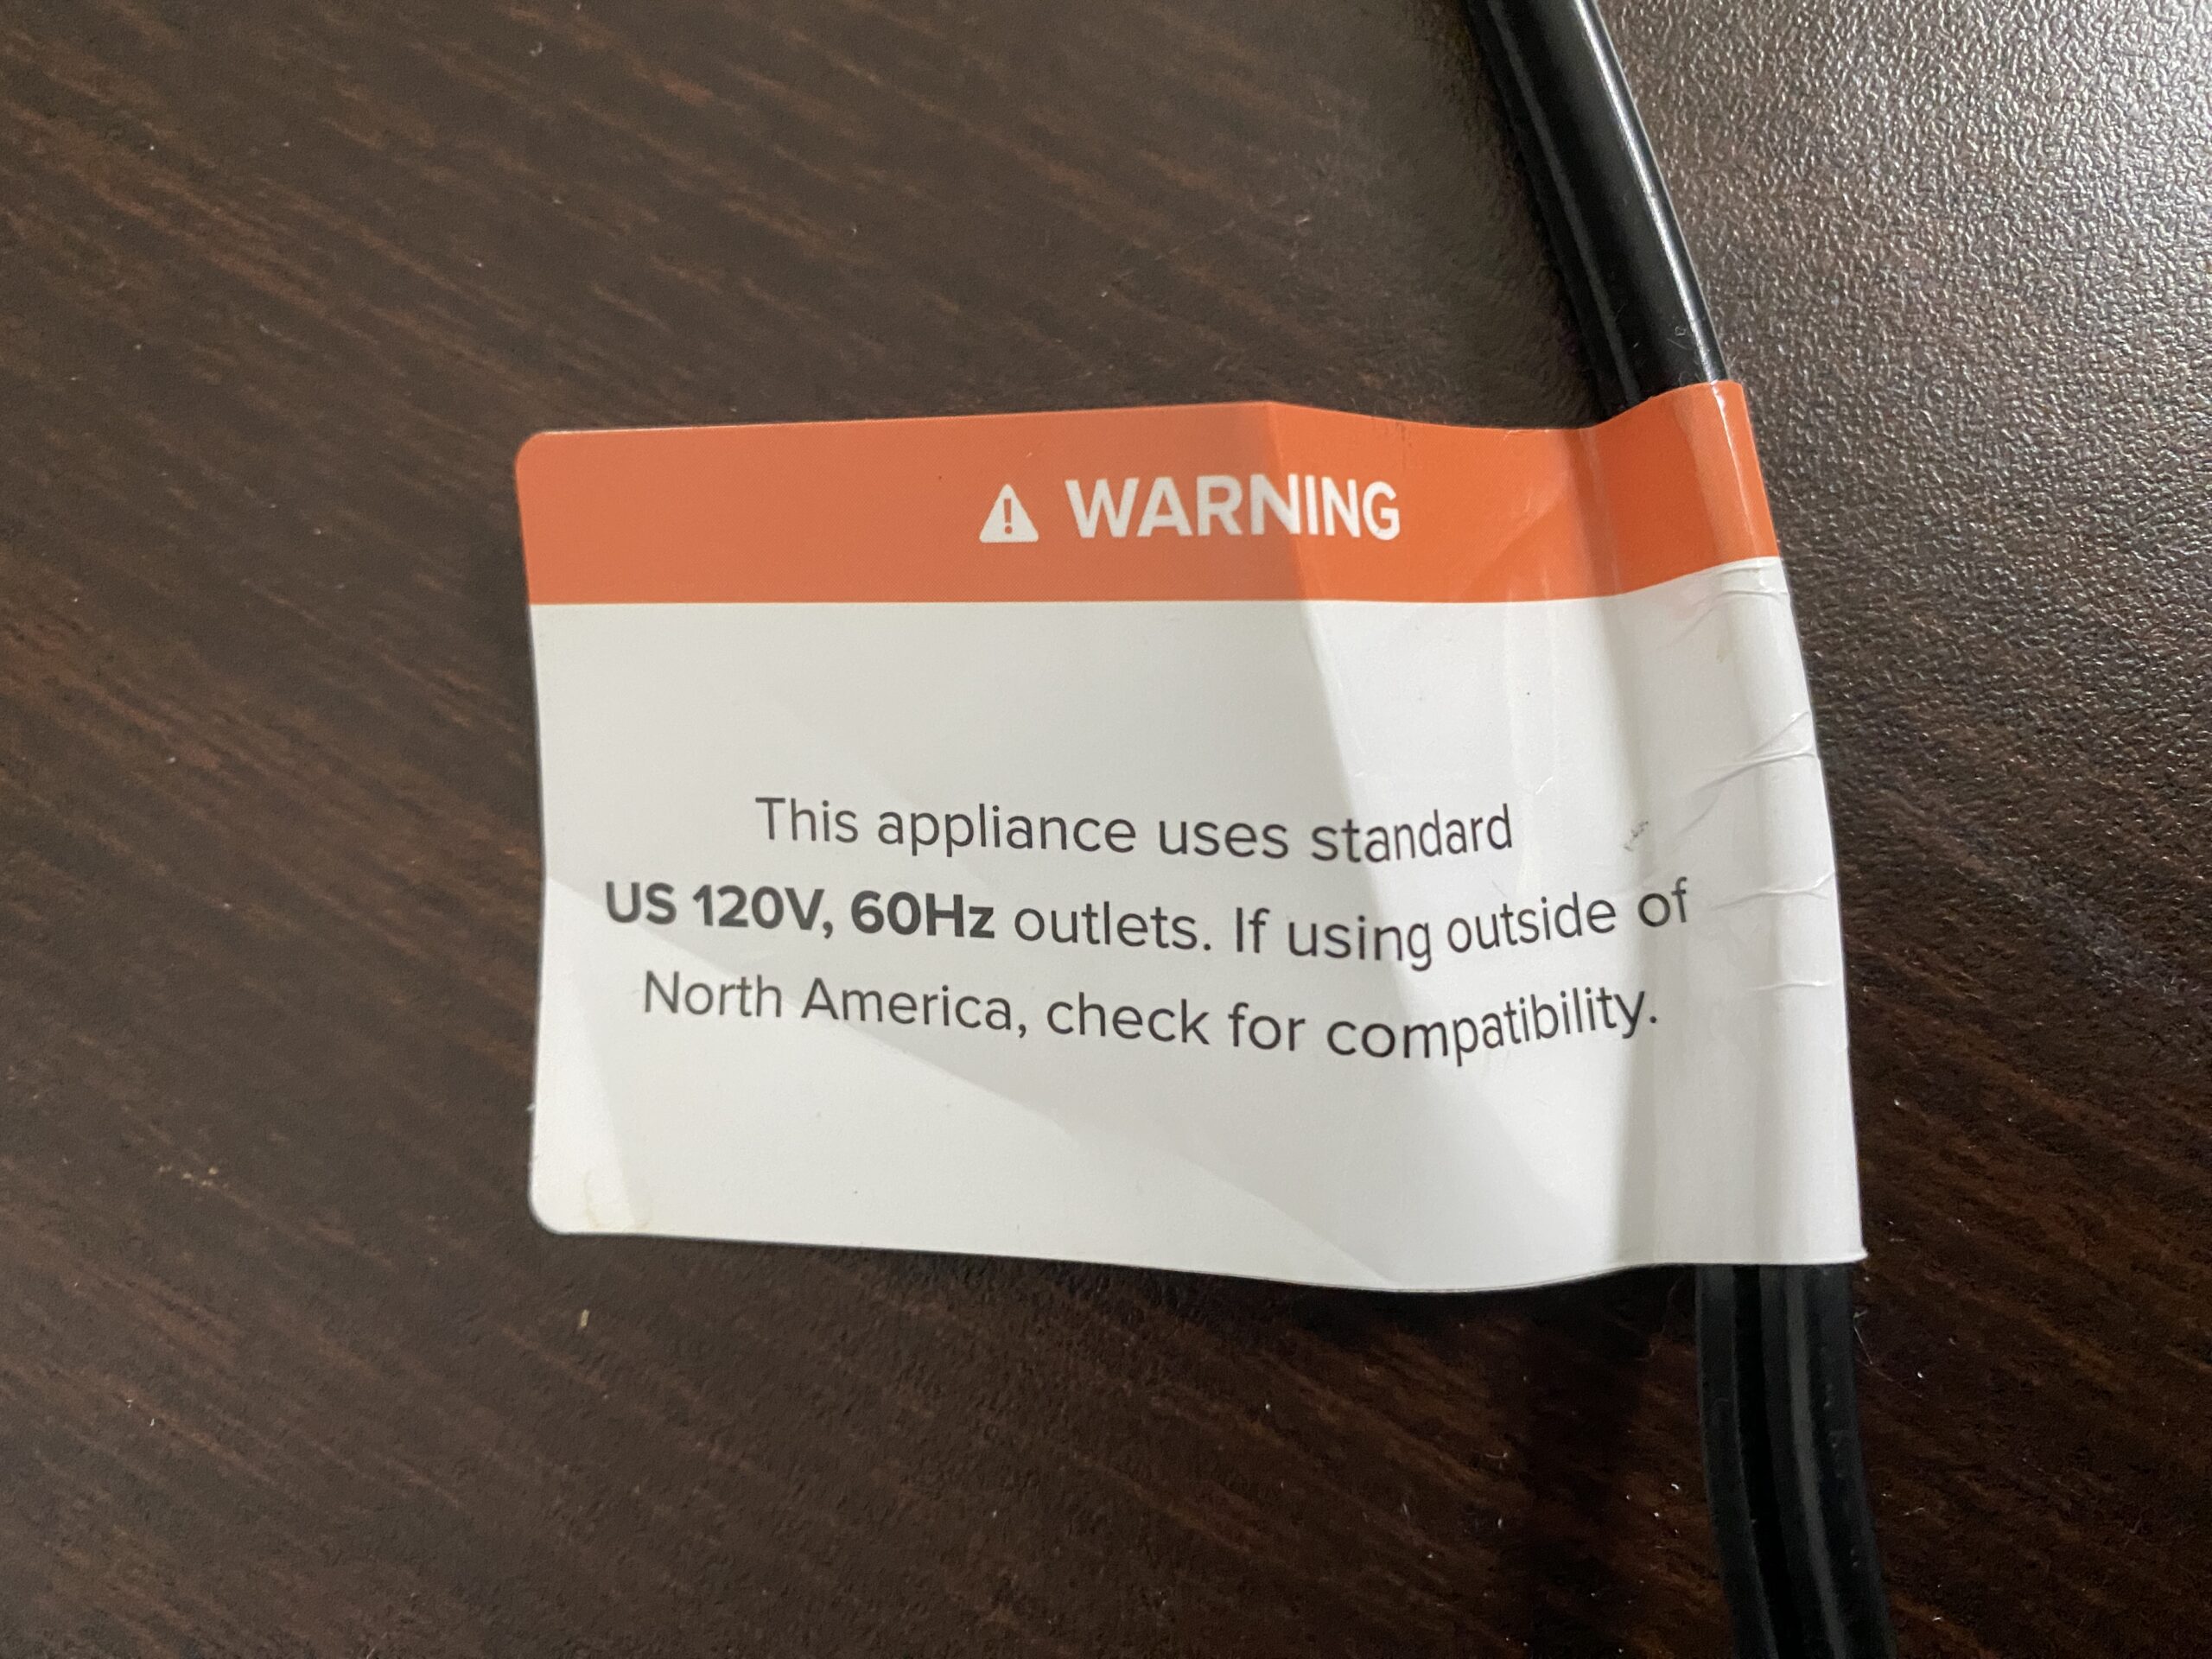 ⚠ WARNING
This appliance uses standard
US 120V, 60Hz outlets. If using outside of
North America, check for compatibility.